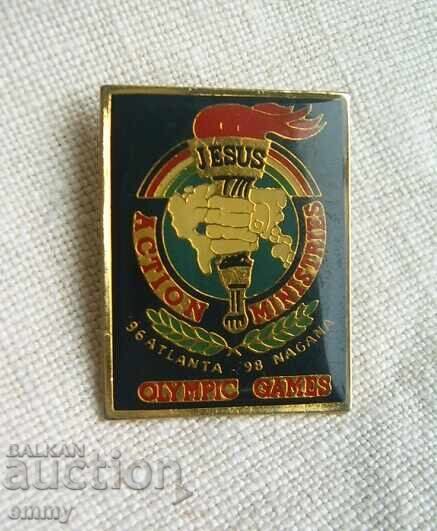 JESUS
ACTION MINISTRIES
96 ATLANTA - 98 NAGANA
OLYMPIC GAMES
BALKAN
auction
emmy